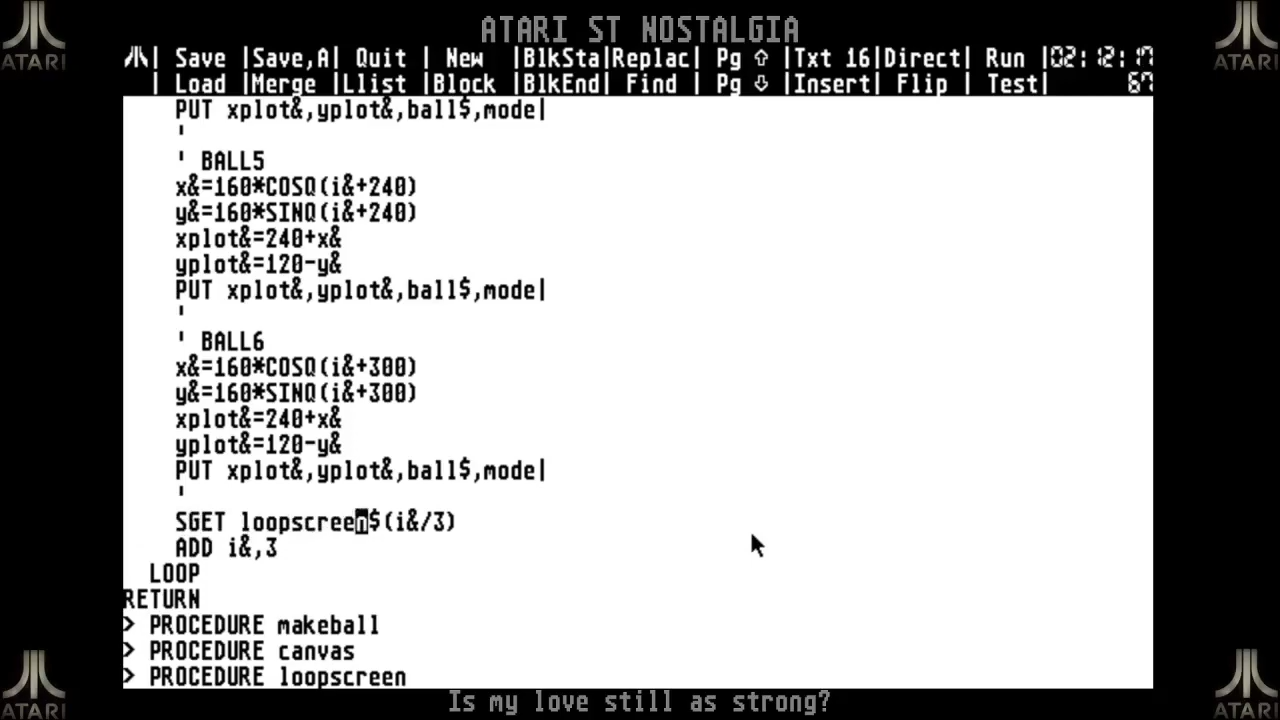 ATARI ST NOSTALGIA
ATARI
ATARI
| Save |Save,A| Quit | New |BlkSta|Replac| Pg ⇧ |Txt 16|Direct| Run |02:12:17
| Load |Merge |Llist |Block |BlkEnd| Find | Pg ⇩ |Insert| Flip | Test| 67
PUT xplot&,yplot&,ball$,mode|
'
' BALL5
x&=160*COSQ(i&+240)
y&=160*SINQ(i&+240)
xplot&=240+x&
yplot&=120-y&
PUT xplot&,yplot&,ball$,mode|
'
' BALL6
x&=160*COSQ(i&+300)
y&=160*SINQ(i&+300)
xplot&=240+x&
yplot&=120-y&
PUT xplot&,yplot&,ball$,mode|
'
SGET loopscreen$(i&/3)
ADD i&,3
LOOP
RETURN
> PROCEDURE makeball
> PROCEDURE canvas
> PROCEDURE loopscreen
Is my love still as strong?
ATARI
ATARI